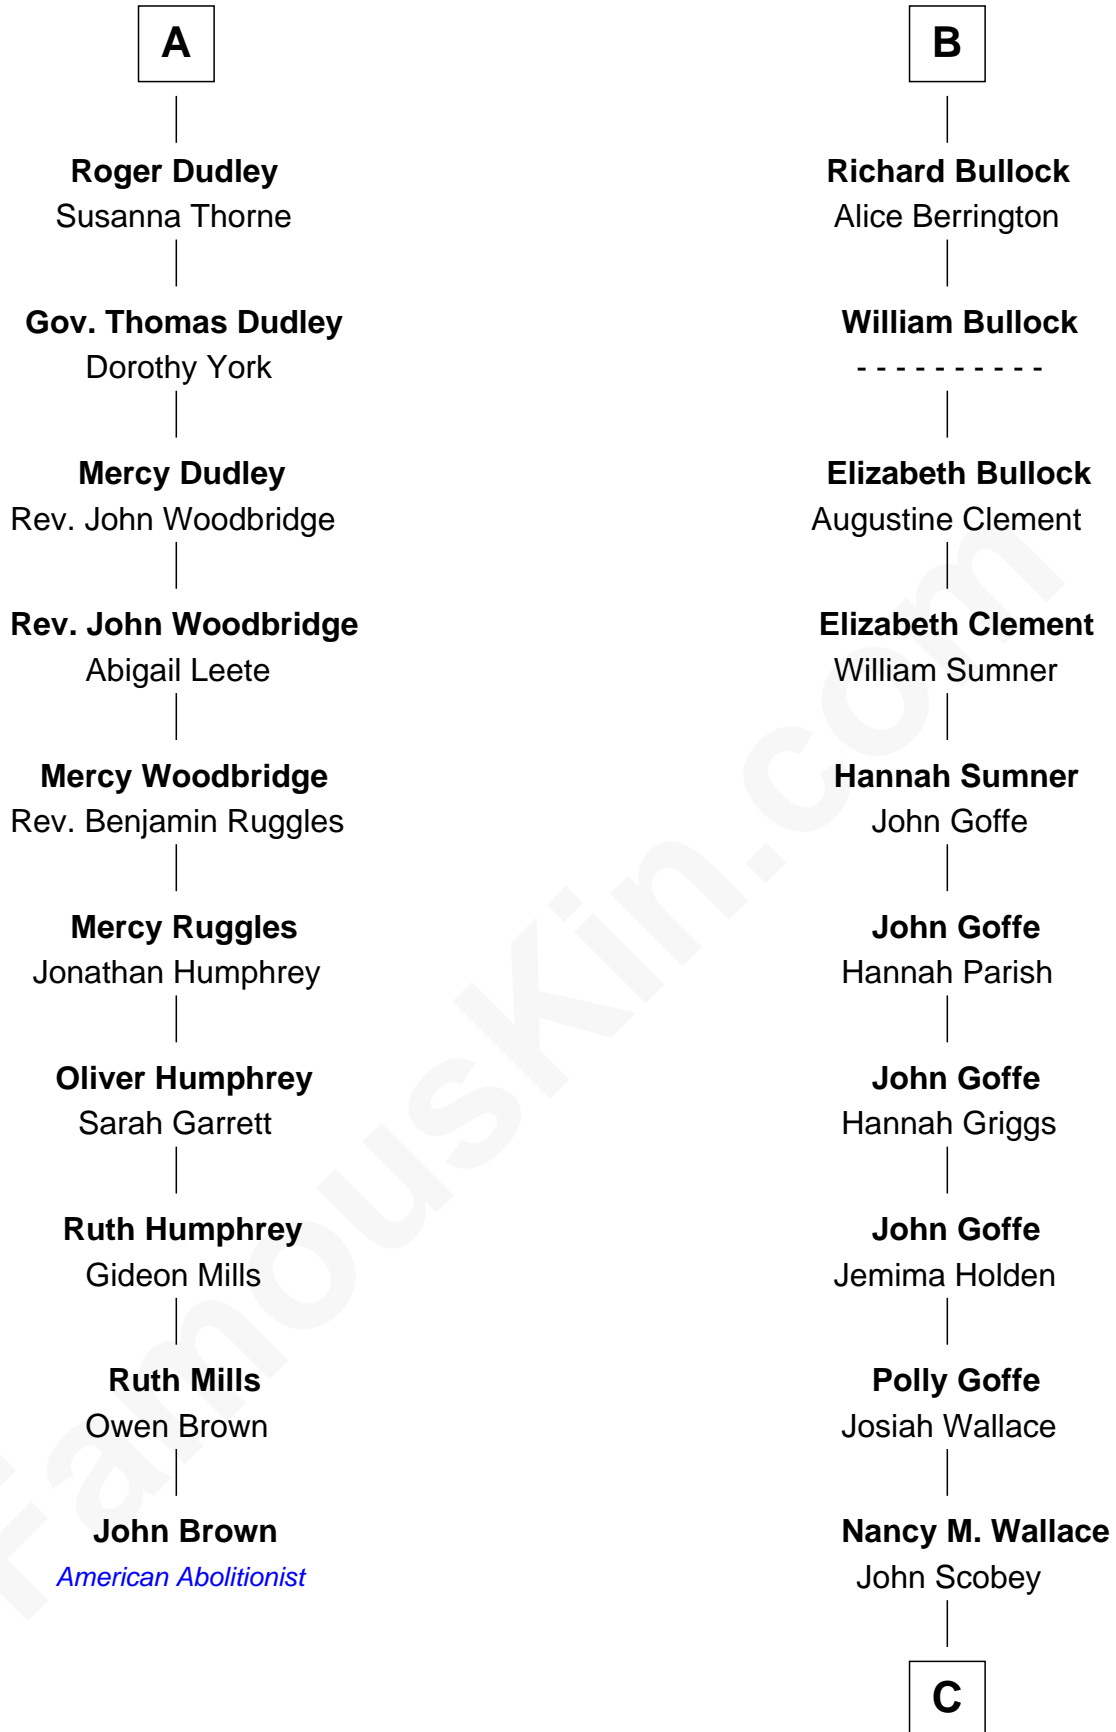 A
Roger Dudley
Susanna Thorne
Gov. Thomas Dudley
Dorothy York
Mercy Dudley
Rev. John Woodbridge
Rev. John Woodbridge
Abigail Leete
Mercy Woodbridge
Rev. Benjamin Ruggles
Mercy Ruggles
Jonathan Humphrey
Oliver Humphrey
Sarah Garrett
Ruth Humphrey
Gideon Mills
Ruth Mills
Owen Brown
John Brown
American Abolitionist
B
Richard Bullock
Alice Berrington
William Bullock
- - - - - - - - - -
Elizabeth Bullock
Augustine Clement
Elizabeth Clement
William Sumner
Hannah Sumner
John Goffe
John Goffe
Hannah Parish
John Goffe
Hannah Griggs
John Goffe
Jemima Holden
Polly Goffe
Josiah Wallace
Nancy M. Wallace
John Scobey
C
FamousKin.com